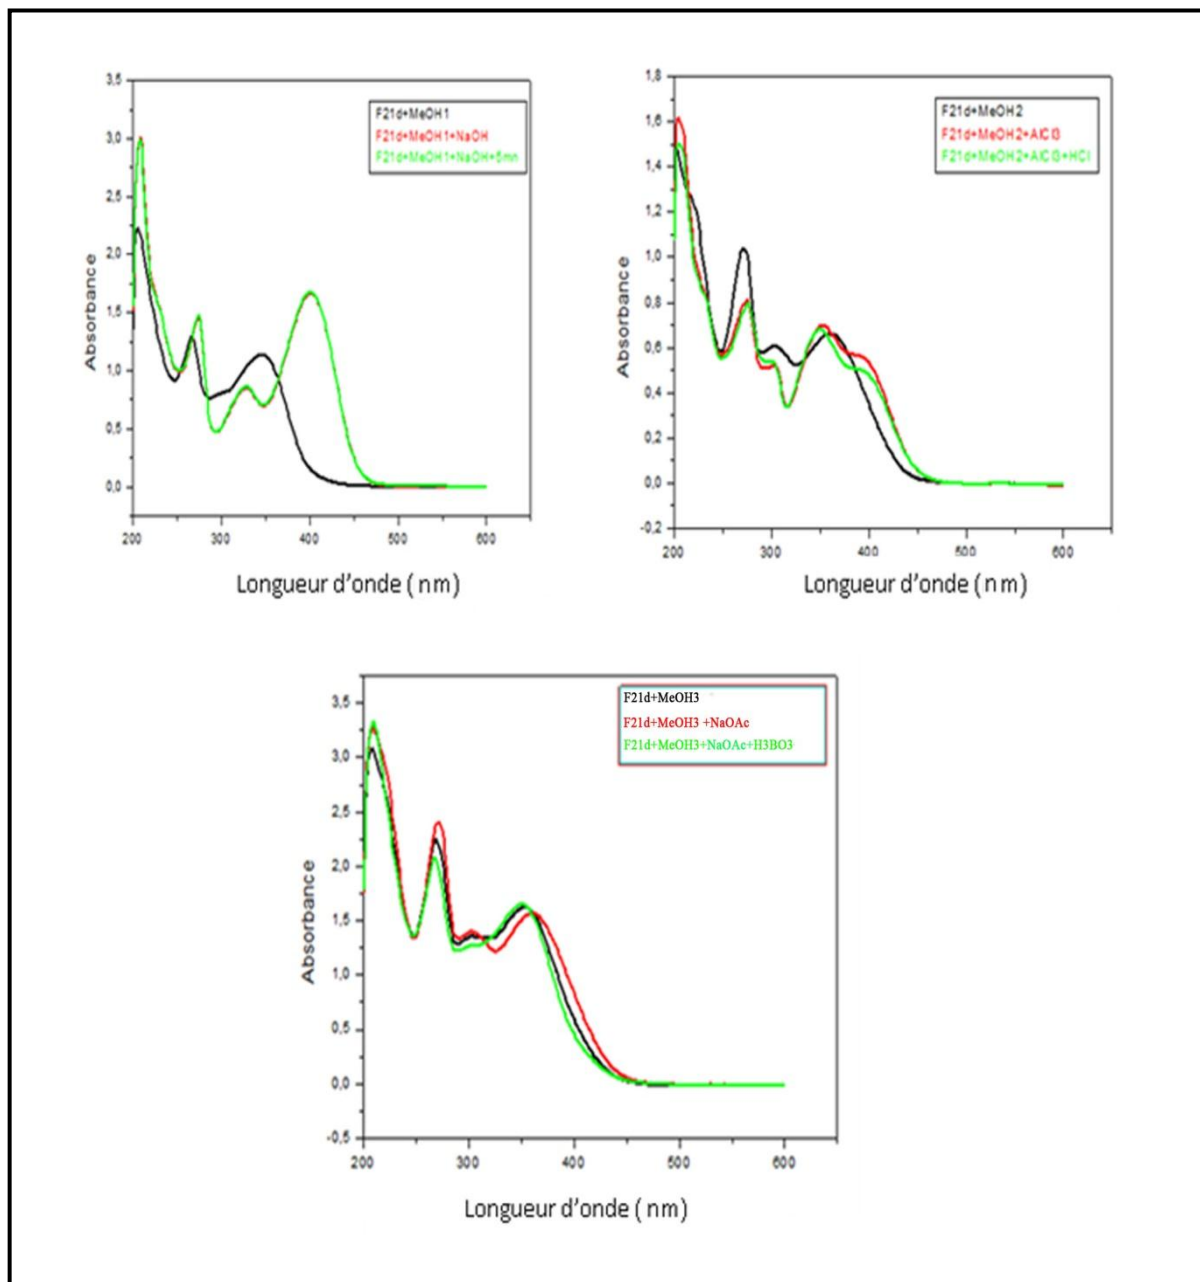 3,5
3,0
2,5
2,0
1,5
1,0
0,5
0,0
Absorbance
F21d+MeOH1
F21d+MeOH1+NaOH
F21d+MeOH1+NaOH+5mn
200 300 400 500 600
Longueur d’onde ( nm)
1,8
1,6
1,4
1,2
1,0
0,8
0,6
0,4
0,2
0,0
-0,2
Absorbance
F21d+MeOH2
F21d+MeOH2+AlCl3
F21d+MeOH2+AlCl3+HCl
200 300 400 500 600
Longueur d’onde ( nm)
3,5
3,0
2,5
2,0
1,5
1,0
0,5
0,0
-0,5
Absorbance
F21d+MeOH3
F21d+MeOH3 +NaOAc
F21d+MeOH3+NaOAc+H3BO3
200 300 400 500 600
Longueur d’onde ( nm)